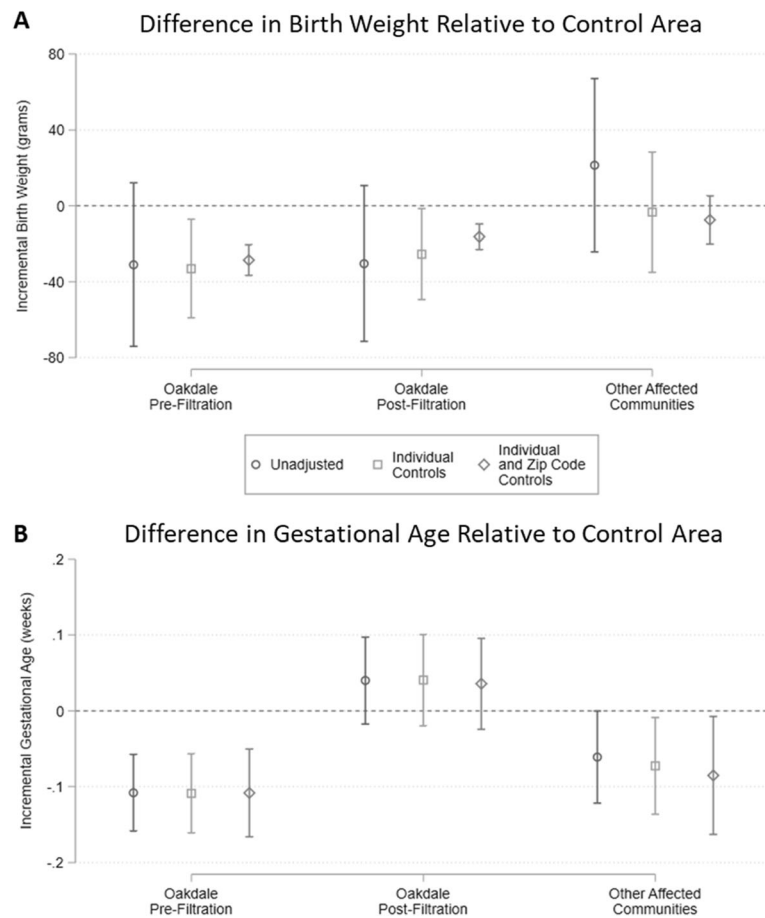 A
Difference in Birth Weight Relative to Control Area
Incremental Birth Weight (grams)
80
40
0
-40
-80
Oakdale
Pre-Filtration
Oakdale
Post-Filtration
Other Affected
Communities
Unadjusted
Individual
Controls
Individual
and Zip Code
Controls
B
Difference in Gestational Age Relative to Control Area
Incremental Gestational Age (weeks)
.2
.1
0
-.1
-.2
Oakdale
Pre-Filtration
Oakdale
Post-Filtration
Other Affected
Communities